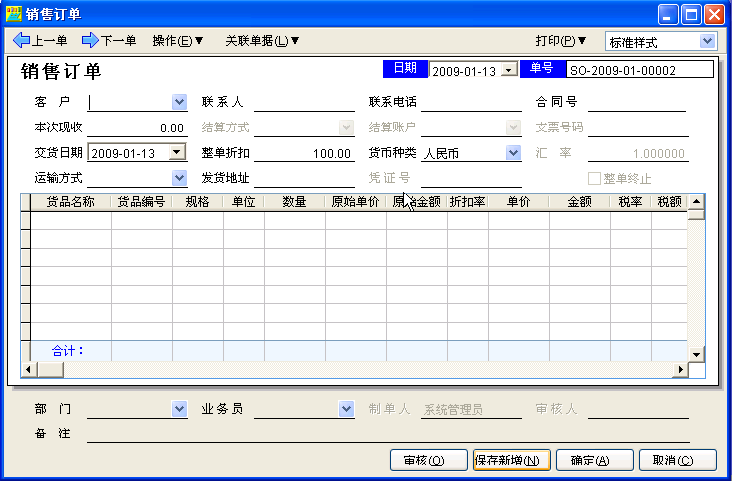 销售订单
上一单 下一单 操作(E)▼ 关联单据(L)▼ 打印(P)▼ 标准样式
销售订单 日期 2009-01-13 单号 SO-2009-01-00002
客 户 联系人 联系电话 合同号
本次现收 0.00 结算方式 结算账户 支票号码
交货日期 2009-01-13 整单折扣 100.00 货币种类 人民币 汇 率 1.000000
运输方式 发货地址 凭证号 整单终止
货品名称 货品编号 规格 单位 数量 原始单价 原始金额 折扣率 单价 金额 税率 税额
合计：
部 门 业务员 制单人 系统管理员 审核人
备 注
审核(O) 保存新增(N) 确定(A) 取消(C)